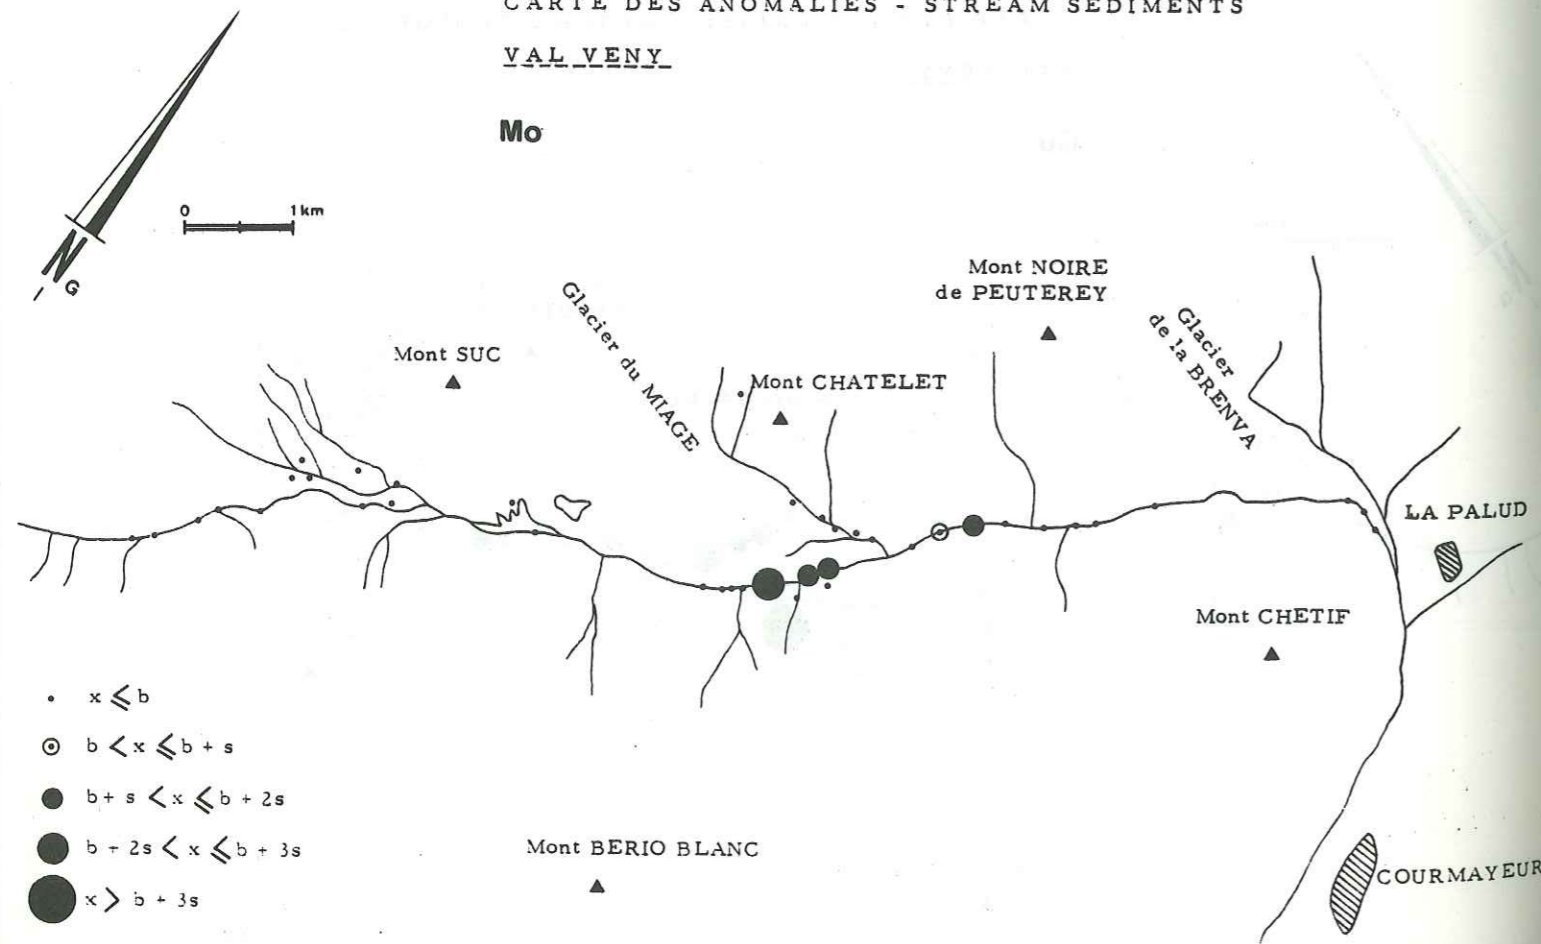 CARTE DES ANOMALIES - STREAM SEDIMENTS
VAL VENY
Mo
N
G
0 1 km
Mont NOIRE
de PEUTEREY
Glacier du MIAGE
Glacier
de la BRENVA
Mont SUC
Mont CHATELET
LA PALUD
Mont CHETIF
x ⩽ b
b < x ⩽ b + s
b + s < x ⩽ b + 2s
b + 2s < x ⩽ b + 3s
x > b + 3s
Mont BERIO BLANC
COURMAYEUR